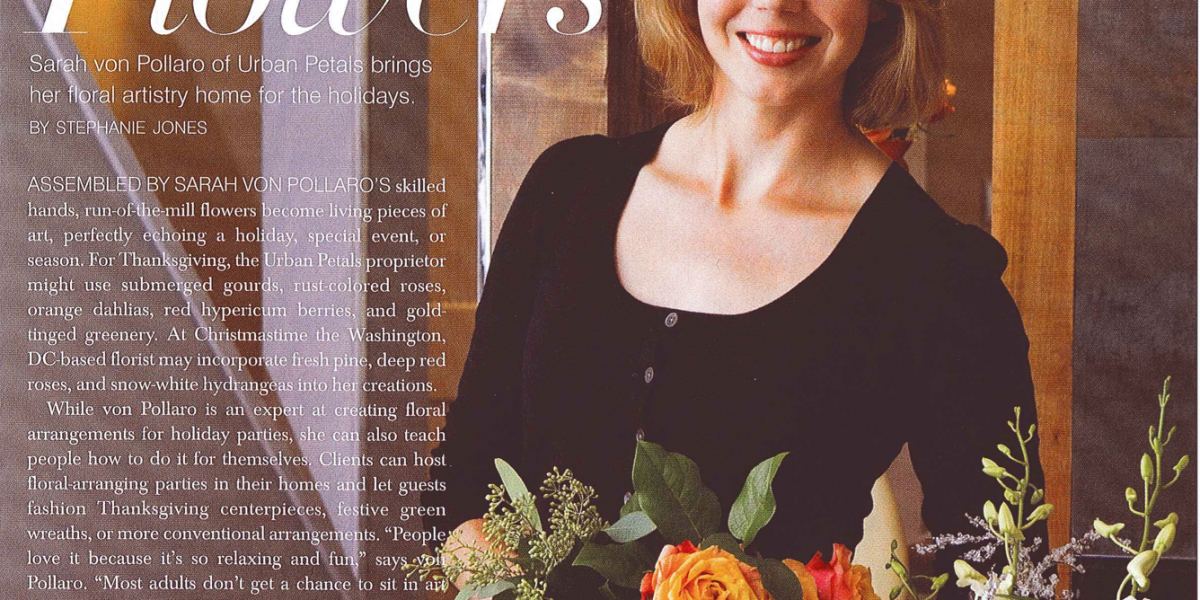 Flowers
Sarah von Pollaro of Urban Petals brings
her floral artistry home for the holidays.
BY STEPHANIE JONES
ASSEMBLED BY SARAH VON POLLARO'S skilled
hands, run-of-the-mill flowers become living pieces of
art, perfectly echoing a holiday, special event, or
season. For Thanksgiving, the Urban Petals proprietor
might use submerged gourds, rust-colored roses,
orange dahlias, red hypericum berries, and gold-
tinged greenery. At Christmastime the Washington,
DC-based florist may incorporate fresh pine, deep red
roses, and snow-white hydrangeas into her creations.
While von Pollaro is an expert at creating floral
arrangements for holiday parties, she can also teach
people how to do it for themselves. Clients can host
floral-arranging parties in their homes and let guests
fashion Thanksgiving centerpieces, festive green
wreaths, or more conventional arrangements. “People
love it because it’s so relaxing and fun,” says von
Pollaro. “Most adults don’t get a chance to sit in art